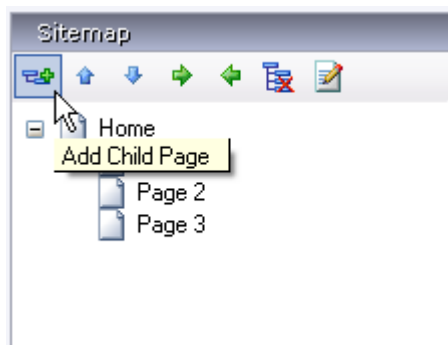 Sitemap
Home
Add Child Page
Page 2
Page 3